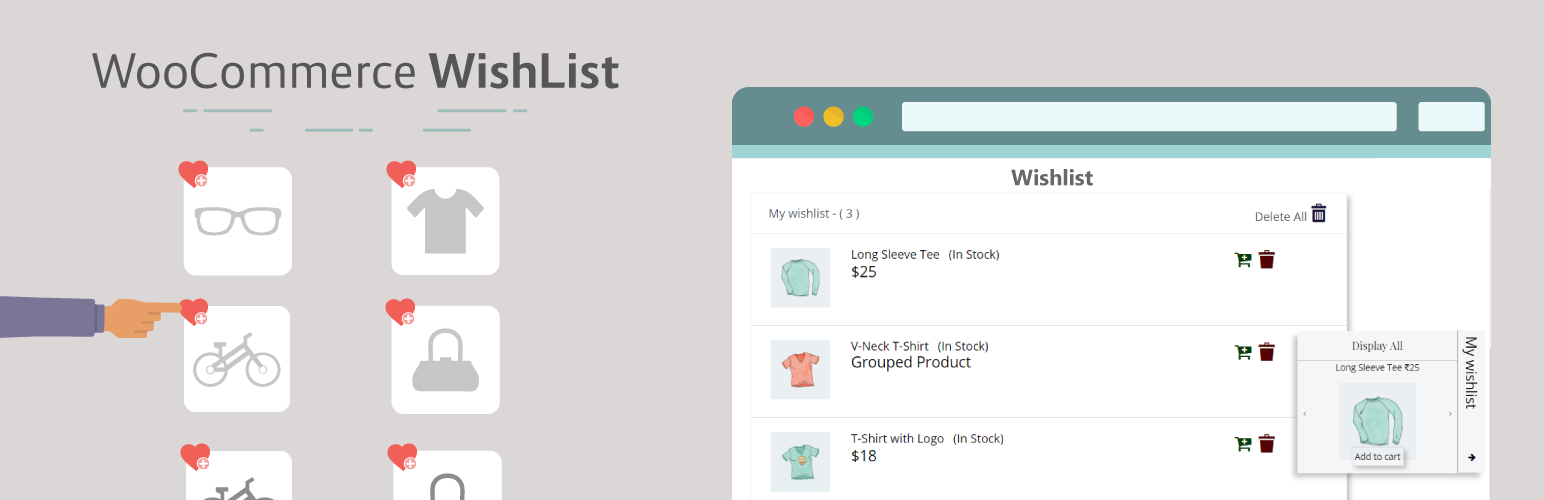 WooCommerce WishList
Wishlist
My wishlist - ( 3 )
Delete All
Long Sleeve Tee (In Stock)
$25
V-Neck T-Shirt (In Stock)
Grouped Product
T-Shirt with Logo (In Stock)
$18
Display All
Long Sleeve Tee ₹25
Add to cart
My wishlist